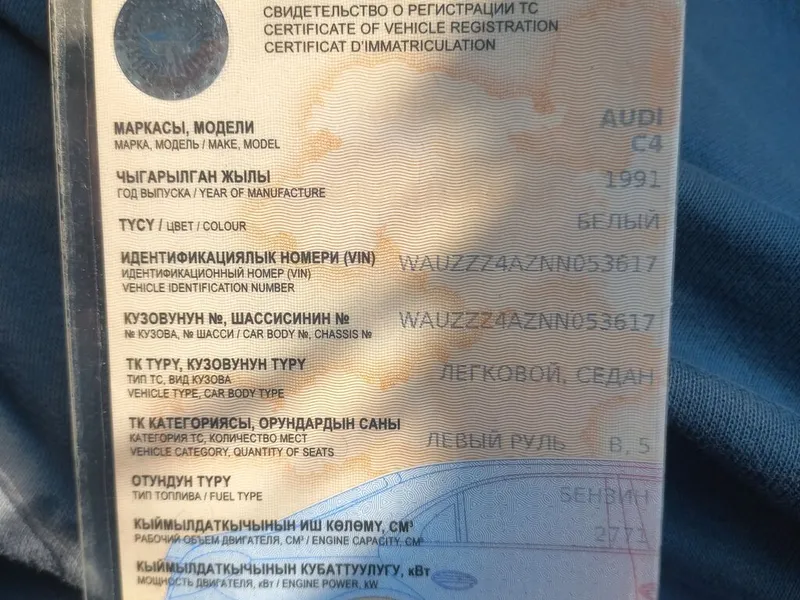 СВИДЕТЕЛЬСТВО О РЕГИСТРАЦИИ ТС
CERTIFICATE OF VEHICLE REGISTRATION
CERTIFICAT D'IMMATRICULATION
МАРКАСЫ, МОДЕЛИ
МАРКА, МОДЕЛЬ / MAKE, MODEL
AUDI
C4
ЧЫГАРЫЛГАН ЖЫЛЫ
ГОД ВЫПУСКА / YEAR OF MANUFACTURE
1991
ТҮСҮ / ЦВЕТ / COLOUR
БЕЛЫЙ
ИДЕНТИФИКАЦИЯЛЫК НОМЕРИ (VIN)
ИДЕНТИФИКАЦИОННЫЙ НОМЕР (VIN)
VEHICLE IDENTIFICATION NUMBER
WAUZZZ4AZNN053617
КУЗОВУНУН №, ШАССИСИНИН №
№ КУЗОВА, № ШАССИ / CAR BODY №, CHASSIS №
WAUZZZ4AZNN053617
ТК ТҮРҮ, КУЗОВУНУН ТҮРҮ
ТИП ТС, ВИД КУЗОВА
VEHICLE TYPE, CAR BODY TYPE
ЛЕГКОВОЙ, СЕДАН
ТК КАТЕГОРИЯСЫ, ОРУНДАРДЫН САНЫ
КАТЕГОРИЯ ТС, КОЛИЧЕСТВО МЕСТ
VEHICLE CATEGORY, QUANTITY OF SEATS
ЛЕВЫЙ РУЛЬ B, 5
ОТУНДУН ТҮРҮ
ТИП ТОПЛИВА / FUEL TYPE
БЕНЗИН
КЫЙМЫЛДАТКЫЧЫНЫН ИШ КӨЛӨМҮ, СМ³
РАБОЧИЙ ОБЪЕМ ДВИГАТЕЛЯ, СМ³ / ENGINE CAPACITY, CM³
2771
КЫЙМЫЛДАТКЫЧЫНЫН КУБАТТУУЛУГУ, кВт
МОЩНОСТЬ ДВИГАТЕЛЯ, кВт / ENGINE POWER, kW